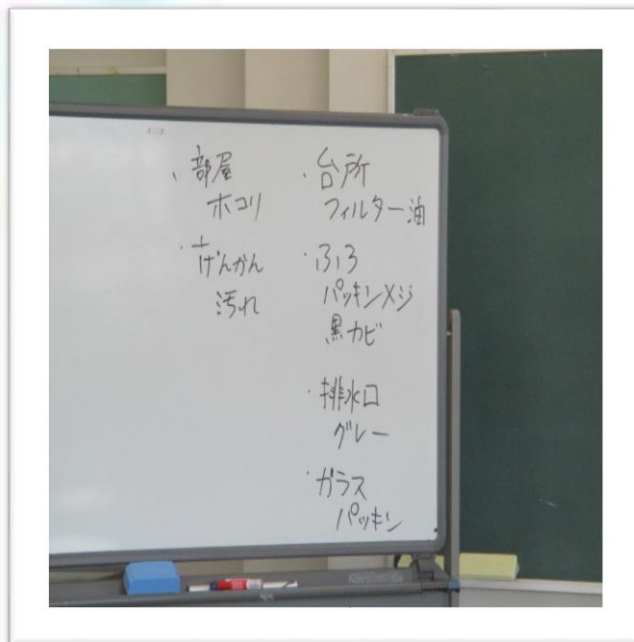 ・台所
フィルター油
・ふろ
パッキンメジ
黒カビ
・排水口
グレー
・ガラス
パッキン
・部屋
ホコリ
・げんかん
汚れ